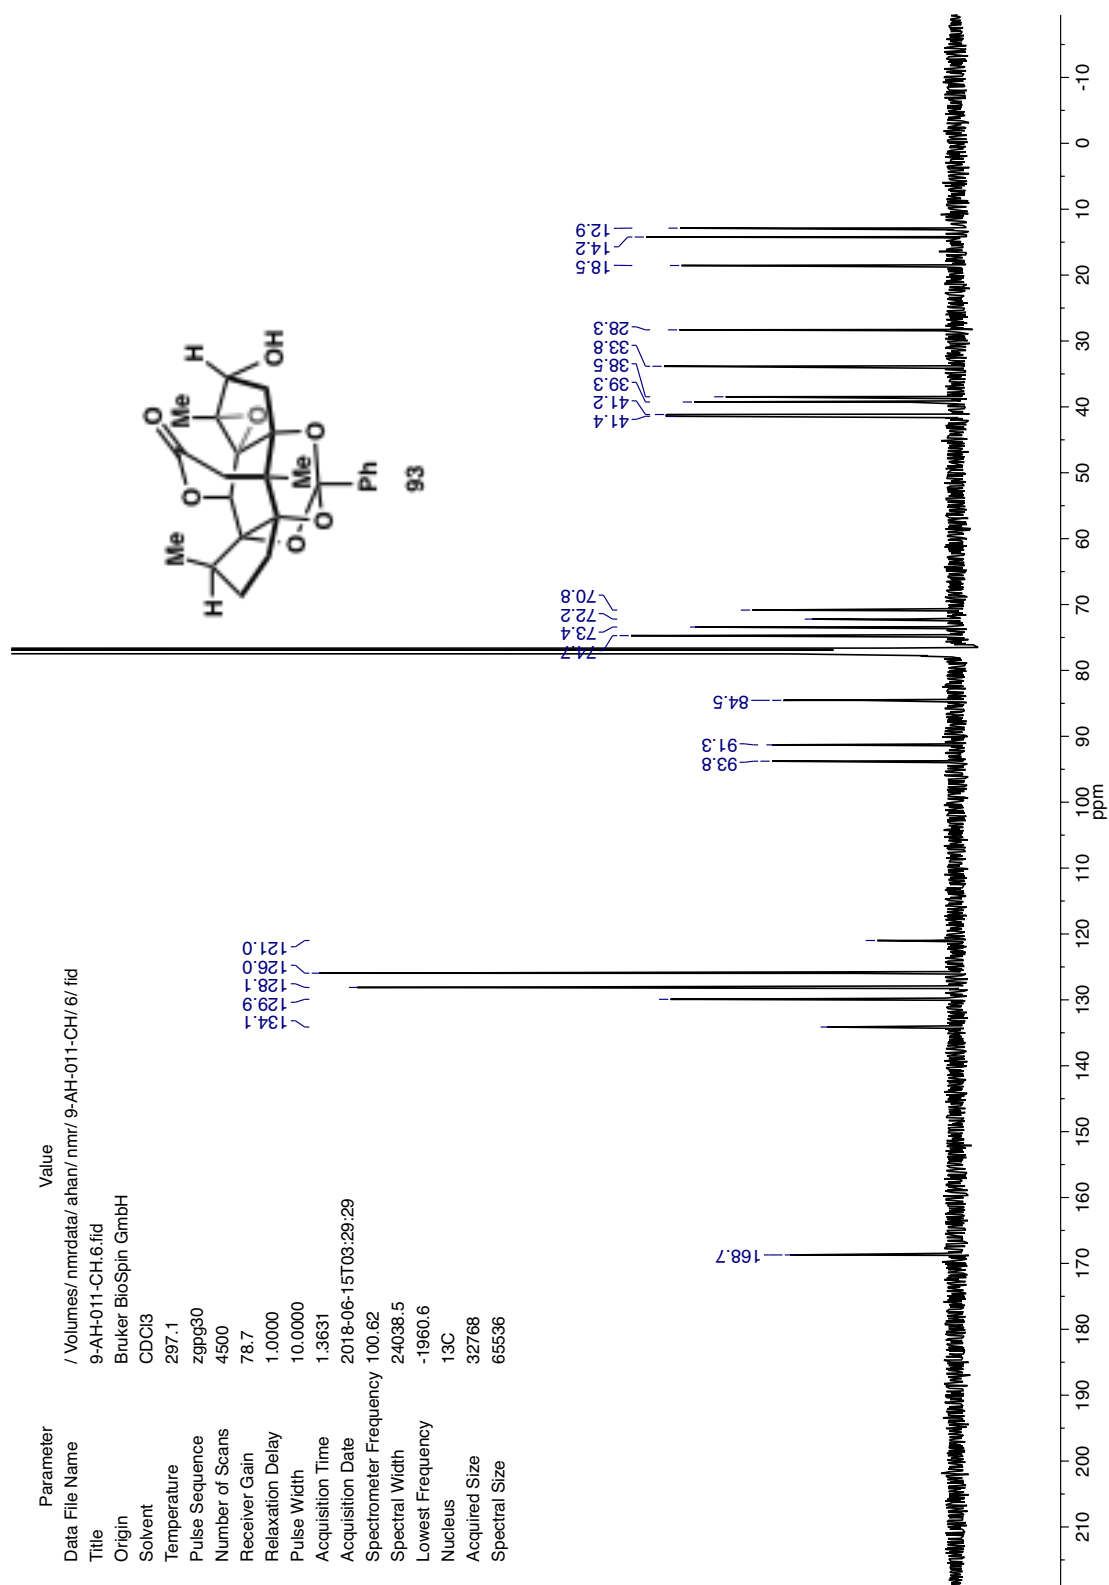 Parameter Value
Data File Name / Volumes/ nmrdata/ ahan/ nmr/ 9-AH-011-CH/ 6/ fid
Title 9-AH-011-CH.6.fid
Origin Bruker BioSpin GmbH
Solvent CDCl3
Temperature 297.1
Pulse Sequence zgpg30
Number of Scans 4500
Receiver Gain 78.7
Relaxation Delay 1.0000
Pulse Width 10.0000
Acquisition Time 1.3631
Acquisition Date 2018-06-15T03:29:29
Spectrometer Frequency 100.62
Spectral Width 24038.5
Lowest Frequency -1960.6
Nucleus 13C
Acquired Size 32768
Spectral Size 65536
O
Me
H
O
Me
H
O
OH
O
Me
O
O
Ph
93
168.7
134.1
129.9
128.1
126.0
121.0
93.8
91.3
84.5
74.7
73.4
72.2
70.8
41.4
41.2
39.3
38.5
33.8
28.3
18.5
14.2
12.9
210 200 190 180 170 160 150 140 130 120 110 100 90 80 70 60 50 40 30 20 10 0 -10
ppm